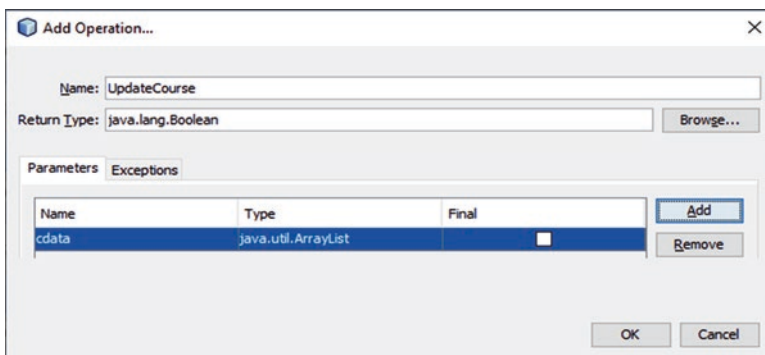 Add Operation...
Name: UpdateCourse
Return Type: java.lang.Boolean Browse...
Parameters Exceptions
Name Type Final Add
cdata java.util.ArrayList Remove
OK Cancel